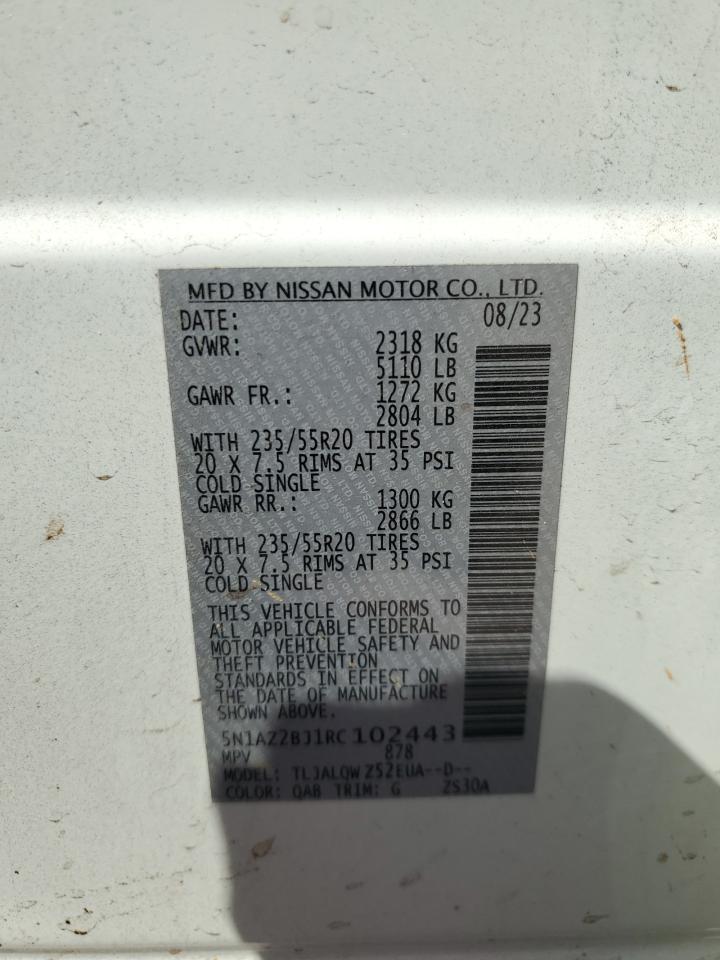 MFD BY NISSAN MOTOR CO., LTD.
DATE: 08/23
GVWR: 2318 KG
5110 LB
GAWR FR.: 1272 KG
2804 LB
WITH 235/55R20 TIRES
20 X 7.5 RIMS AT 35 PSI
COLD SINGLE
GAWR RR.: 1300 KG
2866 LB
WITH 235/55R20 TIRES
20 X 7.5 RIMS AT 35 PSI
COLD SINGLE
THIS VEHICLE CONFORMS TO
ALL APPLICABLE FEDERAL
MOTOR VEHICLE SAFETY AND
THEFT PREVENTION
STANDARDS IN EFFECT ON
THE DATE OF MANUFACTURE
SHOWN ABOVE.
5N1AZ2BJ1RC102443
MPV 878
MODEL: TLJALQW Z52EUA--D--
COLOR: QAB TRIM: G ZS30A